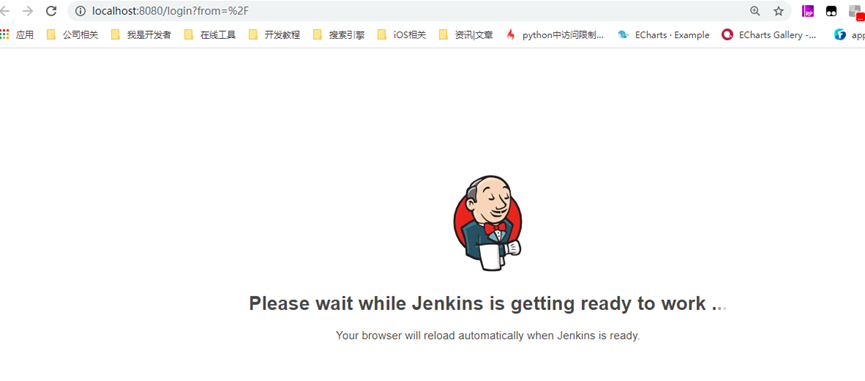 localhost:8080/login?from=%2F
应用 公司相关 我是开发者 在线工具 开发教程 搜索引擎 iOS相关 资讯|文章 python中访问限制... ECharts · Example ECharts Gallery -... app
Please wait while Jenkins is getting ready to work ...
Your browser will reload automatically when Jenkins is ready.